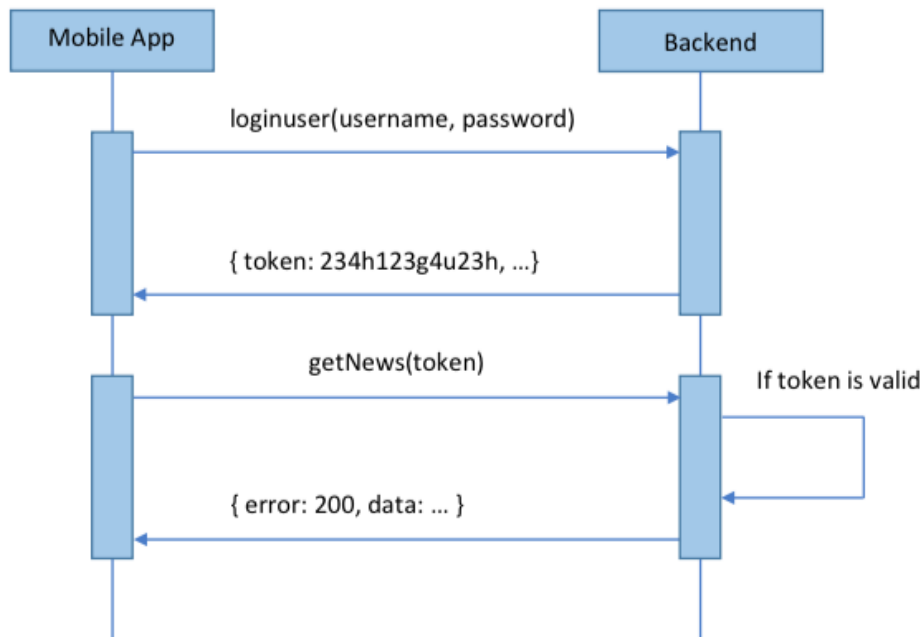 Mobile App
Backend
loginuser(username, password)
{ token: 234h123g4u23h, ...}
getNews(token)
If token is valid
{ error: 200, data: ... }